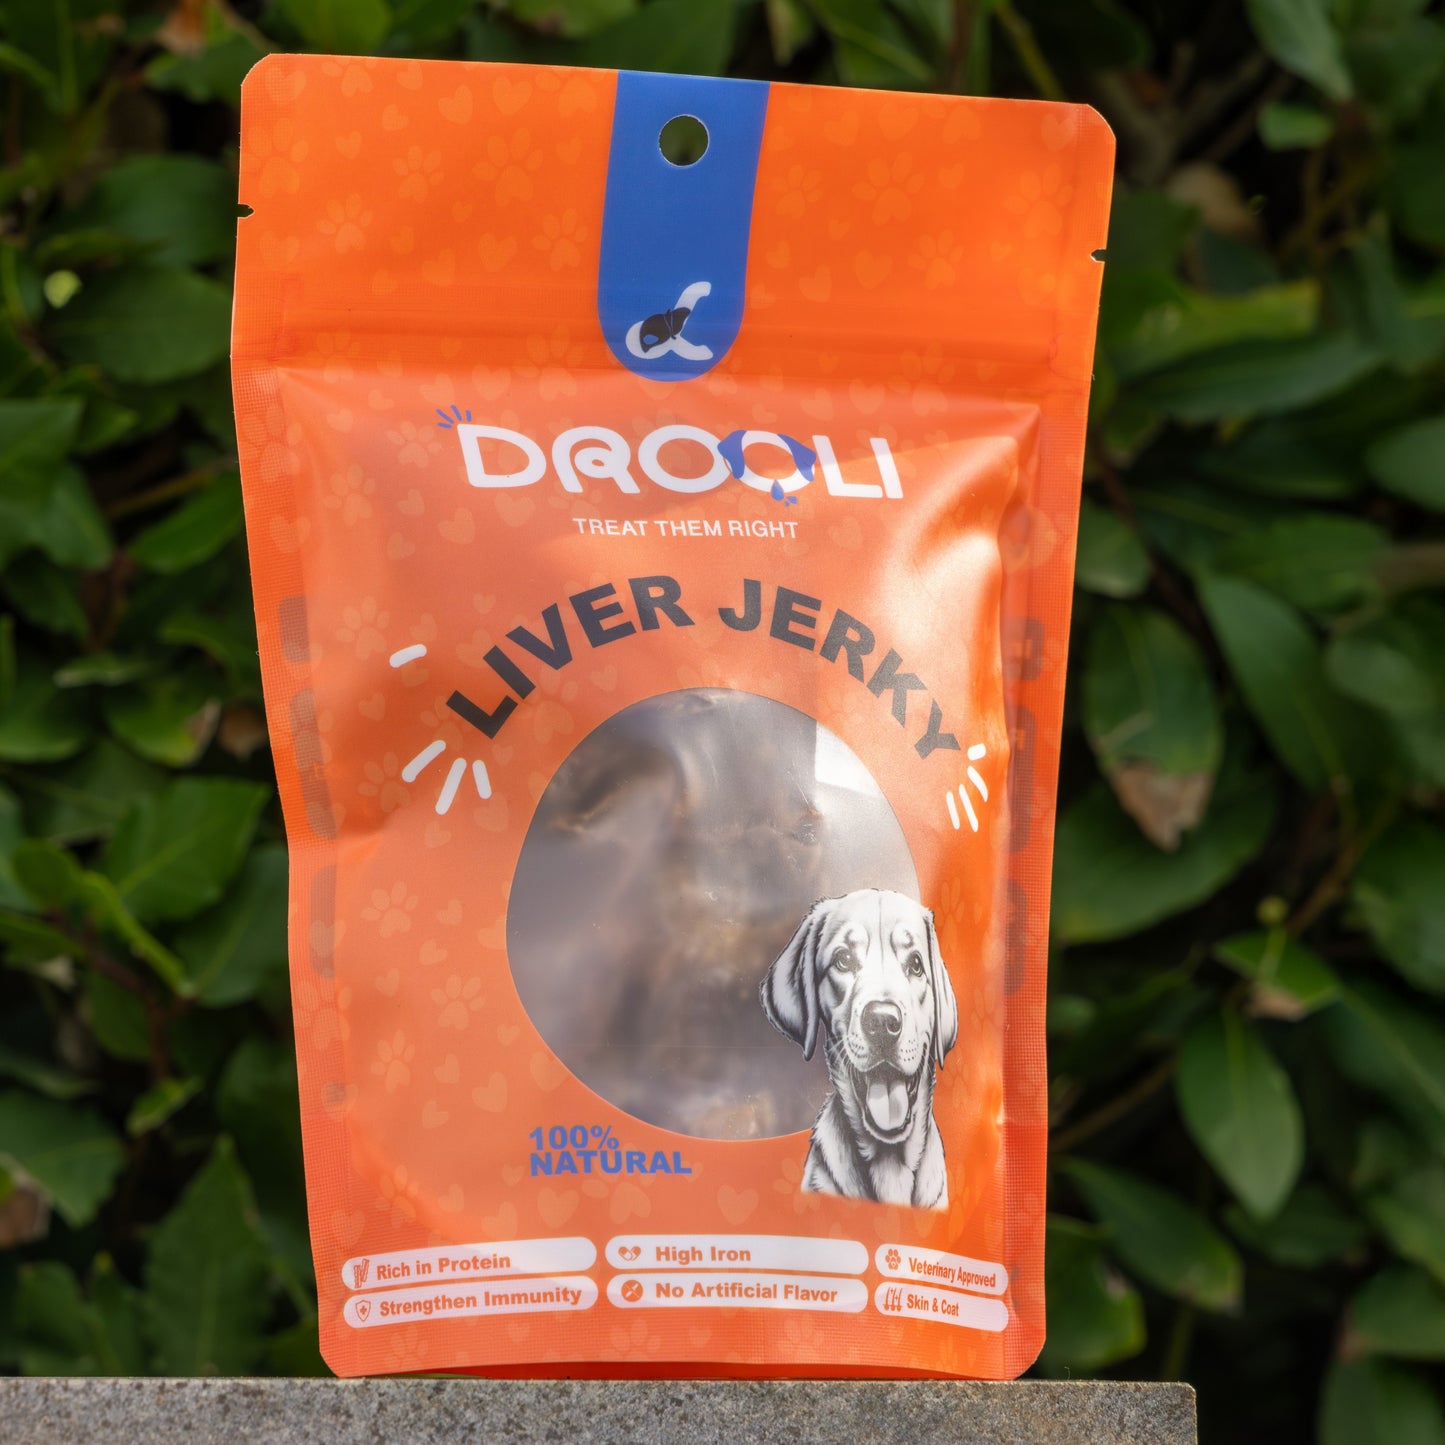 DROOLI
TREAT THEM RIGHT
LIVER JERKY
100%
NATURAL
Rich in Protein
High Iron
Veterinary Approved
Strengthen Immunity
No Artificial Flavor
Skin & Coat